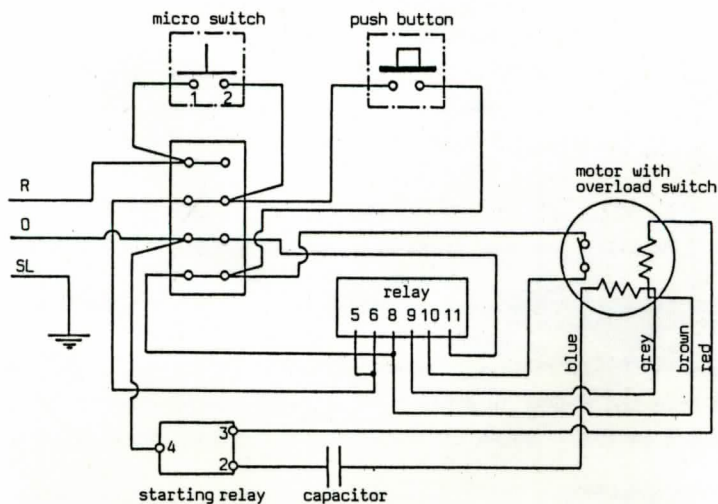 micro switch
push button
1 2
R
0
SL
motor with
overload switch
relay
5 6 8 9 10 11
blue
grey
brown
red
4
3
2
starting relay
capacitor